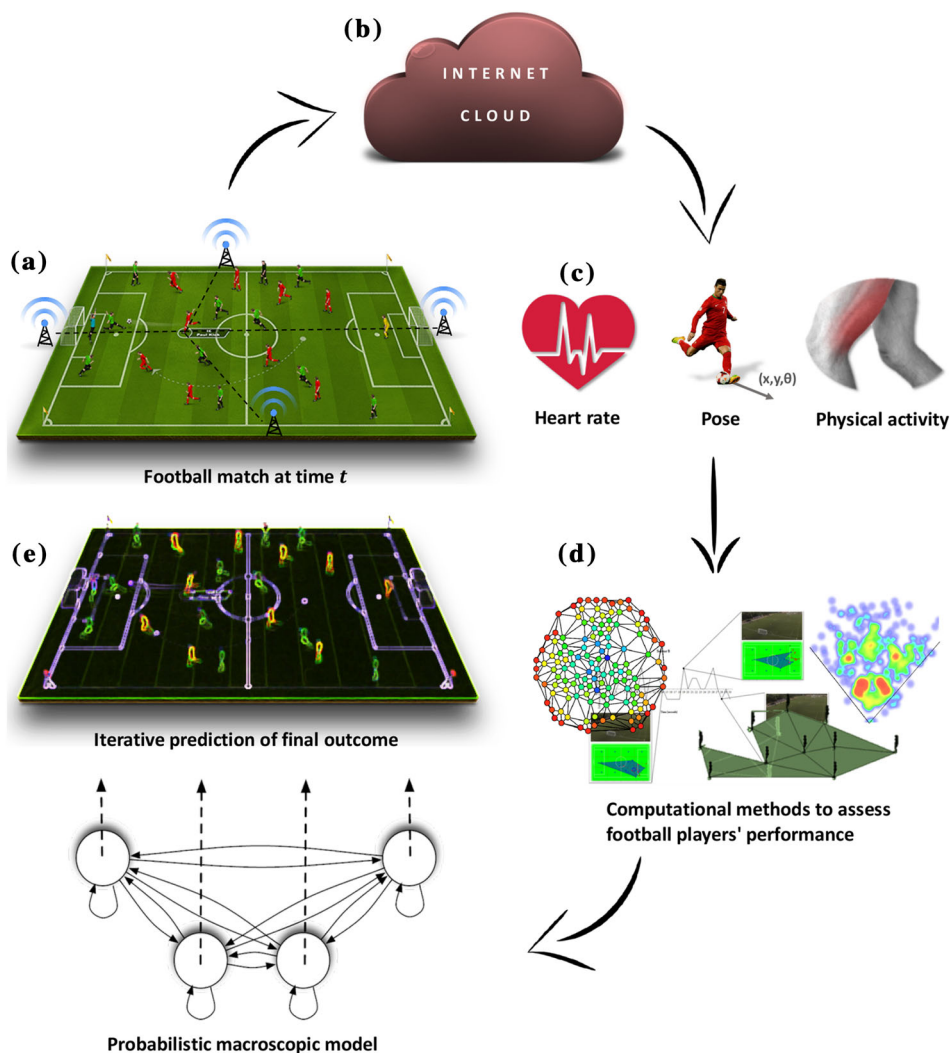 (b)
INTERNET
CLOUD
(a)
(c)
(x,y,θ)
Heart rate
Pose
Physical activity
Football match at time t
(e)
(d)
Iterative prediction of final outcome
Computational methods to assess
football players' performance
Probabilistic macroscopic model